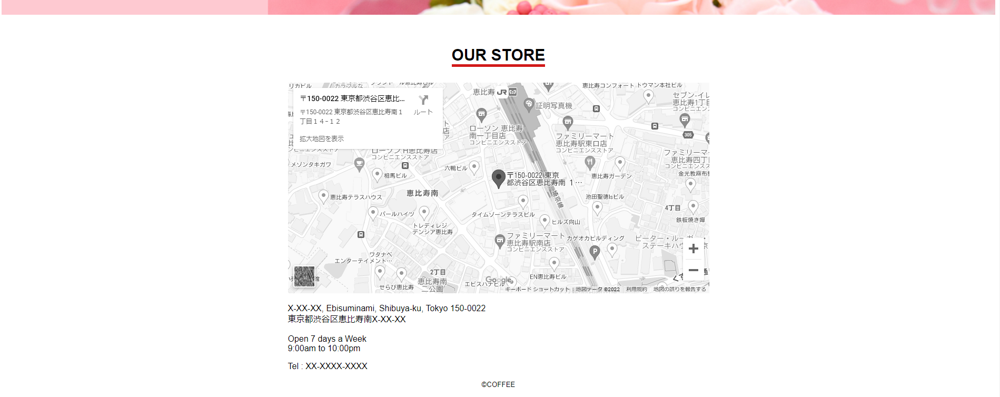 OUR STORE
リカビル
恵比寿
JR
恵比寿コンフォート
トウマン本社ビル
〒150-0022 東京都渋谷区恵比...
〒150-0022 東京都渋谷区恵比寿南１
丁目１４−１２
ルート
拡大地図を表示
証明写真機
セブン-イレ
恵比寿1丁目
コンビニエンス
ローソン 恵比寿
南一丁目店
コンビニエンスストア
ファミリーマート
恵比寿駅東口店
コンビニエンスストア
305
ローソン H恵比寿店
コンビニエンスストア
ファミリーマ
恵比寿四丁目
コンビニエンス
メゾンタキガワ
相馬ビル
六鴨ビル
〒150-0022 東京
都渋谷区恵比寿南 １…
恵比寿ガーデン
金光教麻布教
恵比寿テラスハウス
恵比寿南
埼京線
池田聖徳Isビル
パールハイツ
タイムゾーンテラスビル
ヒルズ向山
4丁目
鉄板焼き嬋
トレディレジ
デンシア恵比寿
ファミリーマート
恵比寿駅南店
コンビニエンスストア
カゲオカビルディング
P
ピーター・ルーガー・
ステーキハウ
ワタナベ
エンターテイメント…
2丁目
恵比寿南
二公園
せらび恵比寿
エビスハナビル
EN恵比寿ビル
Google
キーボード ショートカット
地図データ ©2022
利用規約
地図の誤りを報告する
X-XX-XX, Ebisuminami, Shibuya-ku, Tokyo 150-0022
東京都渋谷区恵比寿南X-XX-XX
Open 7 days a Week
9:00am to 10:00pm
Tel : XX-XXXX-XXXX
©COFFEE